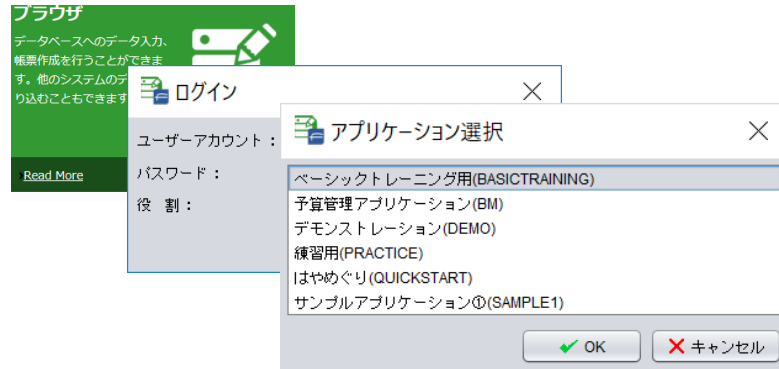 ブラウザ
データベースへのデータ入力、
帳票作成を行うことができま
す。他のシステムのデ
り込むこともできます
Read More
ログイン
ユーザーアカウント：
パスワード：
役 割：
アプリケーション選択
ベーシックトレーニング用(BASICTRAINING)
予算管理アプリケーション(BM)
デモンストレーション(DEMO)
練習用(PRACTICE)
はやめぐり(QUICKSTART)
サンプルアプリケーション①(SAMPLE1)
OK
キャンセル